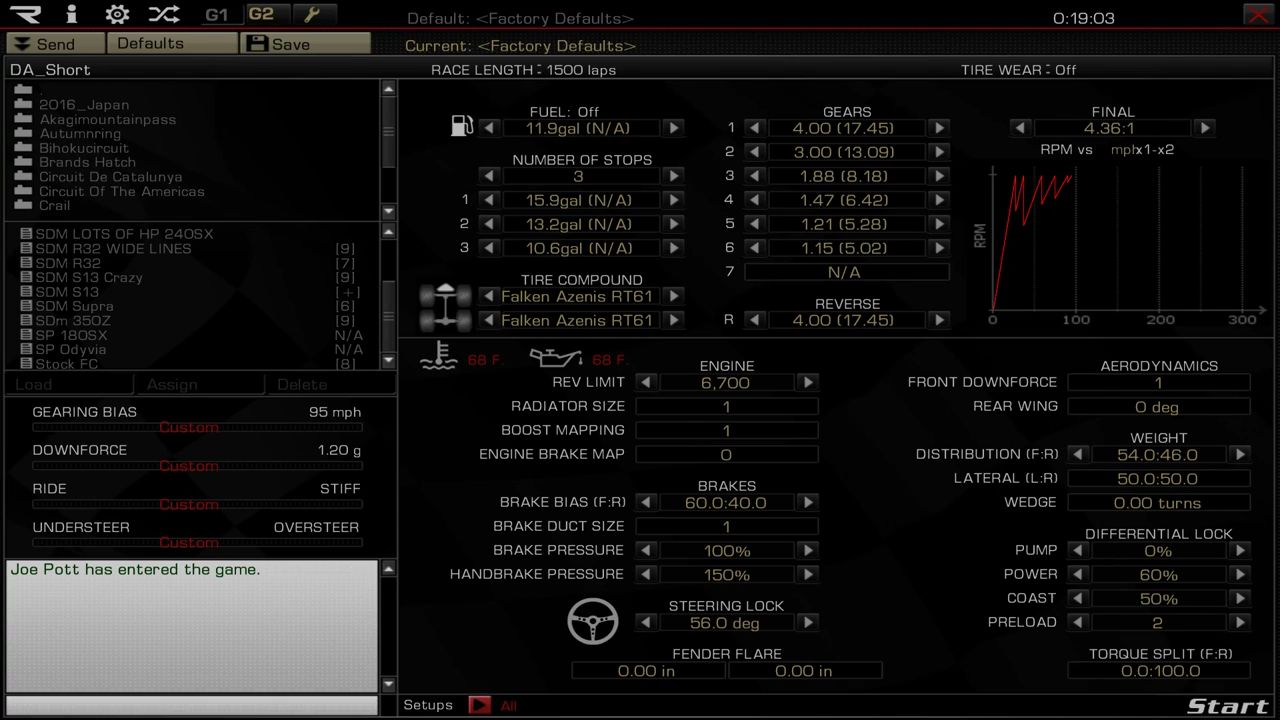 G1 G2
Default: <Factory Defaults>
0:19:03
Send Defaults Save
Current: <Factory Defaults>
DA_Short
RACE LENGTH : 1500 laps
TIRE WEAR : Off
.
2016_Japan
Akagimountainpass
Autumnring
Bihokucircuit
Brands Hatch
Circuit De Catalunya
Circuit Of The Americas
Crail
SDM LOTS OF HP 240SX
SDM R32 WIDE LINES [9]
SDM R32 [7]
SDM S13 Crazy [9]
SDM S13 [+]
SDM Supra [6]
SDm 350Z [9]
SP 180SX N/A
SP Odyvia N/A
Stock FC [8]
Load Assign Delete
GEARING BIAS 95 mph
Custom
DOWNFORCE 1.20 g
Custom
RIDE STIFF
Custom
UNDERSTEER OVERSTEER
Custom
Joe Pott has entered the game.
FUEL: Off
11.9gal (N/A)
NUMBER OF STOPS
3
1 15.9gal (N/A)
2 13.2gal (N/A)
3 10.6gal (N/A)
TIRE COMPOUND
Falken Azenis RT61
Falken Azenis RT61
GEARS
1 4.00 (17.45)
2 3.00 (13.09)
3 1.88 (8.18)
4 1.47 (6.42)
5 1.21 (5.28)
6 1.15 (5.02)
7 N/A
REVERSE
R 4.00 (17.45)
FINAL
4.36:1
RPM vs mph x1-x2
RPM
0 100 200 300
68 F. 68 F.
ENGINE
REV LIMIT 6,700
RADIATOR SIZE 1
BOOST MAPPING 1
ENGINE BRAKE MAP 0
BRAKES
BRAKE BIAS (F:R) 60.0:40.0
BRAKE DUCT SIZE 1
BRAKE PRESSURE 100%
HANDBRAKE PRESSURE 150%
STEERING LOCK
56.0 deg
FENDER FLARE
0.00 in 0.00 in
AERODYNAMICS
FRONT DOWNFORCE 1
REAR WING 0 deg
WEIGHT
DISTRIBUTION (F:R) 54.0:46.0
LATERAL (L:R) 50.0:50.0
WEDGE 0.00 turns
DIFFERENTIAL LOCK
PUMP 0%
POWER 60%
COAST 50%
PRELOAD 2
TORQUE SPLIT (F:R)
0.0:100.0
Setups All
Start